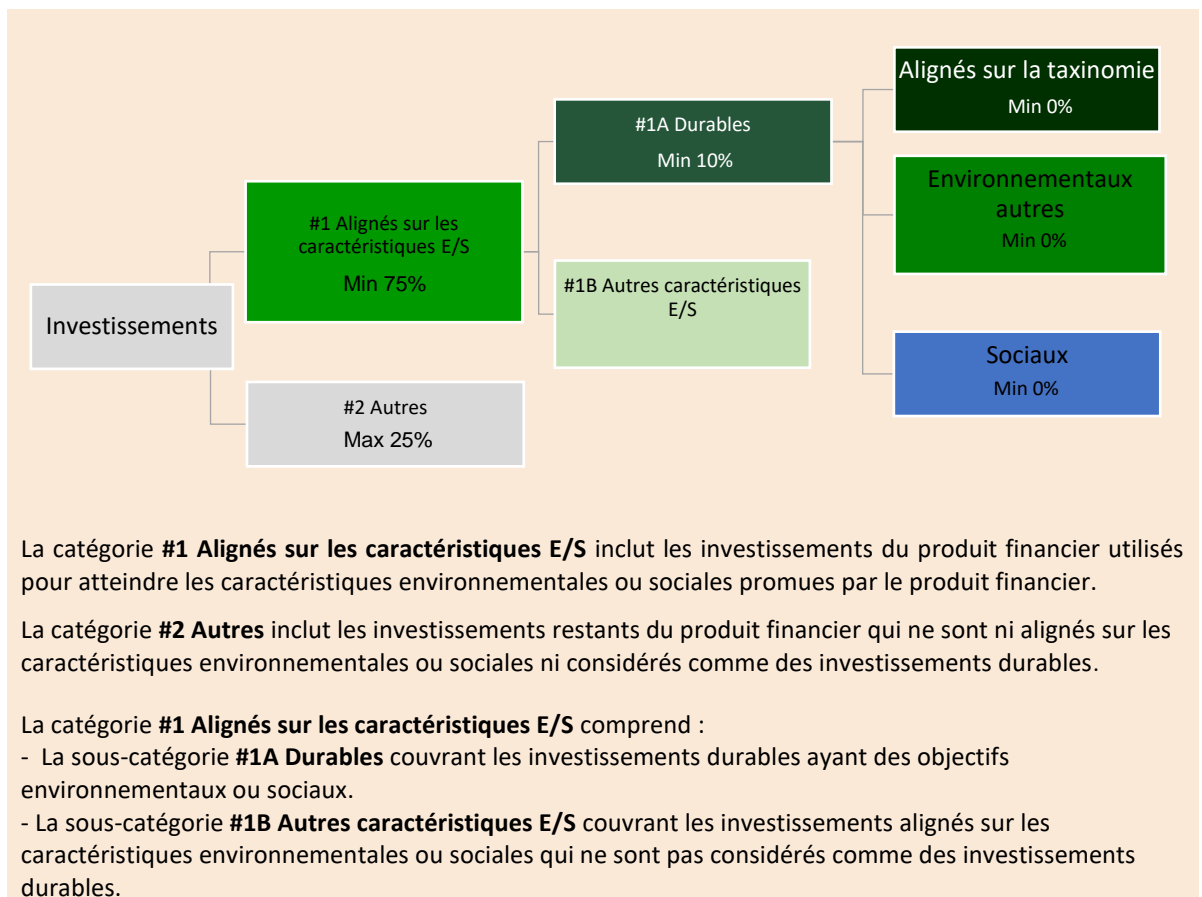 Investissements
#1 Alignés sur les
caractéristiques E/S
Min 75%
#2 Autres
Max 25%
#1A Durables
Min 10%
#1B Autres caractéristiques
E/S
Alignés sur la taxinomie
Min 0%
Environnementaux
autres
Min 0%
Sociaux
Min 0%
La catégorie #1 Alignés sur les caractéristiques E/S inclut les investissements du produit financier utilisés
pour atteindre les caractéristiques environnementales ou sociales promues par le produit financier.
La catégorie #2 Autres inclut les investissements restants du produit financier qui ne sont ni alignés sur les
caractéristiques environnementales ou sociales ni considérés comme des investissements durables.
La catégorie #1 Alignés sur les caractéristiques E/S comprend :
- La sous-catégorie #1A Durables couvrant les investissements durables ayant des objectifs
environnementaux ou sociaux.
- La sous-catégorie #1B Autres caractéristiques E/S couvrant les investissements alignés sur les
caractéristiques environnementales ou sociales qui ne sont pas considérés comme des investissements
durables.